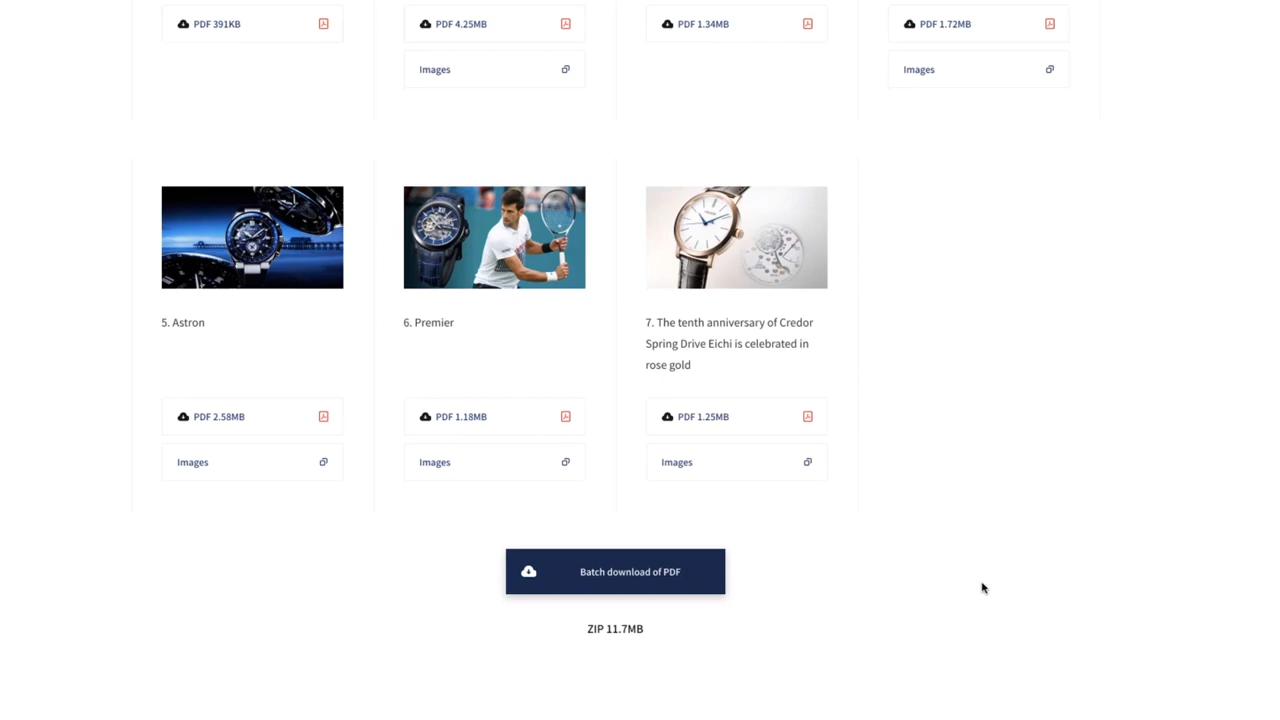 PDF 391KB
PDF 4.25MB
PDF 1.34MB
PDF 1.72MB
Images
Images
5. Astron
6. Premier
7. The tenth anniversary of Credor
Spring Drive Eichi is celebrated in
rose gold
PDF 2.58MB
PDF 1.18MB
PDF 1.25MB
Images
Images
Images
Batch download of PDF
ZIP 11.7MB